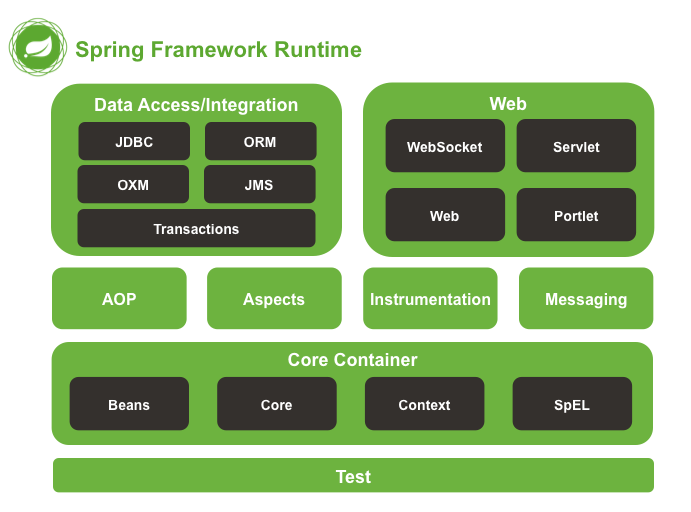 Spring Framework Runtime
Data Access/Integration
JDBC
ORM
OXM
JMS
Transactions
Web
WebSocket
Servlet
Web
Portlet
AOP
Aspects
Instrumentation
Messaging
Core Container
Beans
Core
Context
SpEL
Test